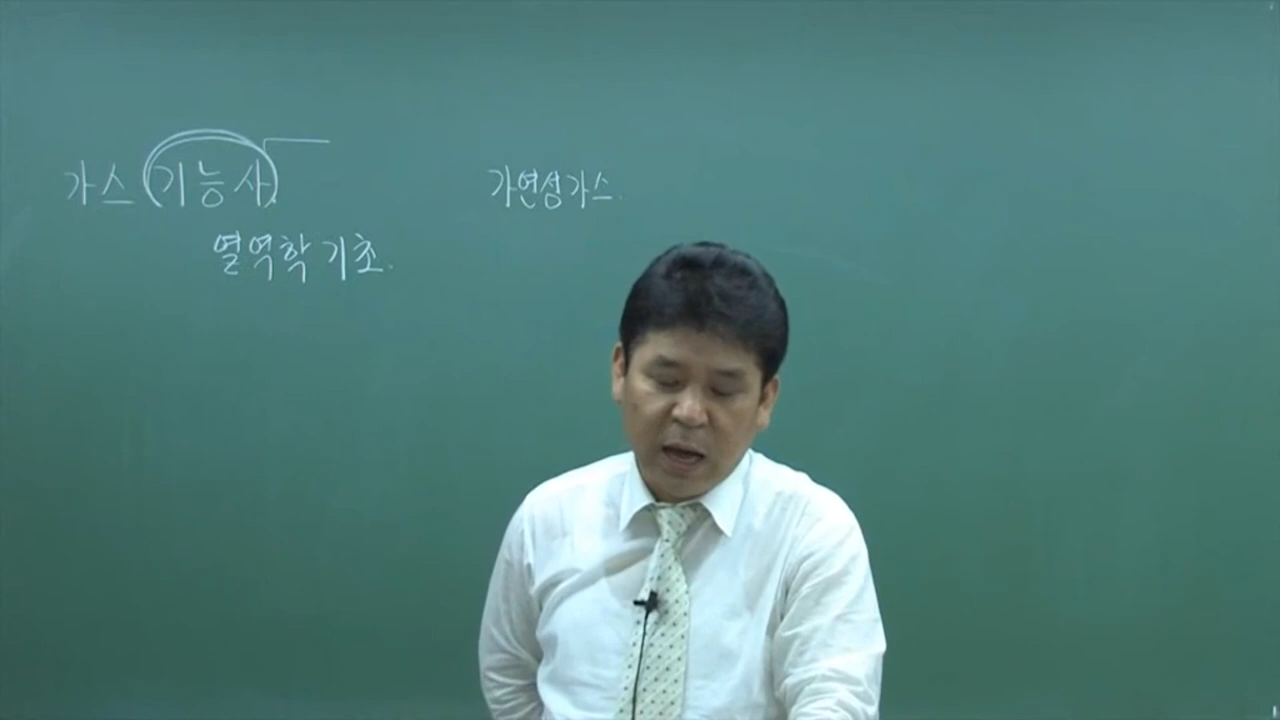 가스 (기능사)
열역학 기초.
가연성가스.